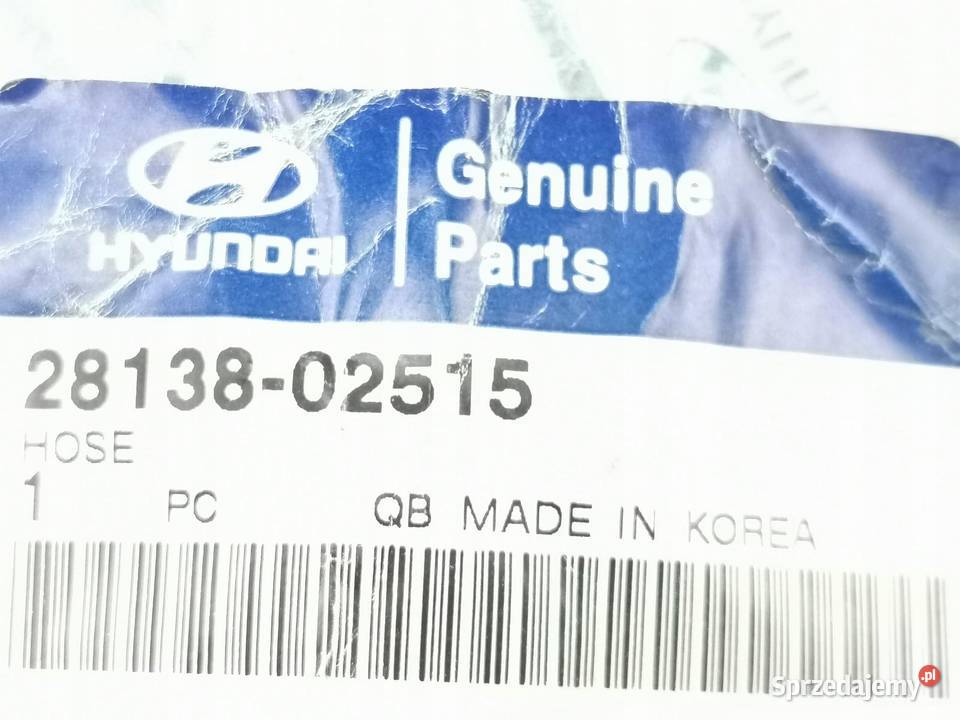 HYUNDAI
Genuine
Parts
28138-02515
HOSE
1 PC QB MADE IN KOREA
Sprzedajemy.pl